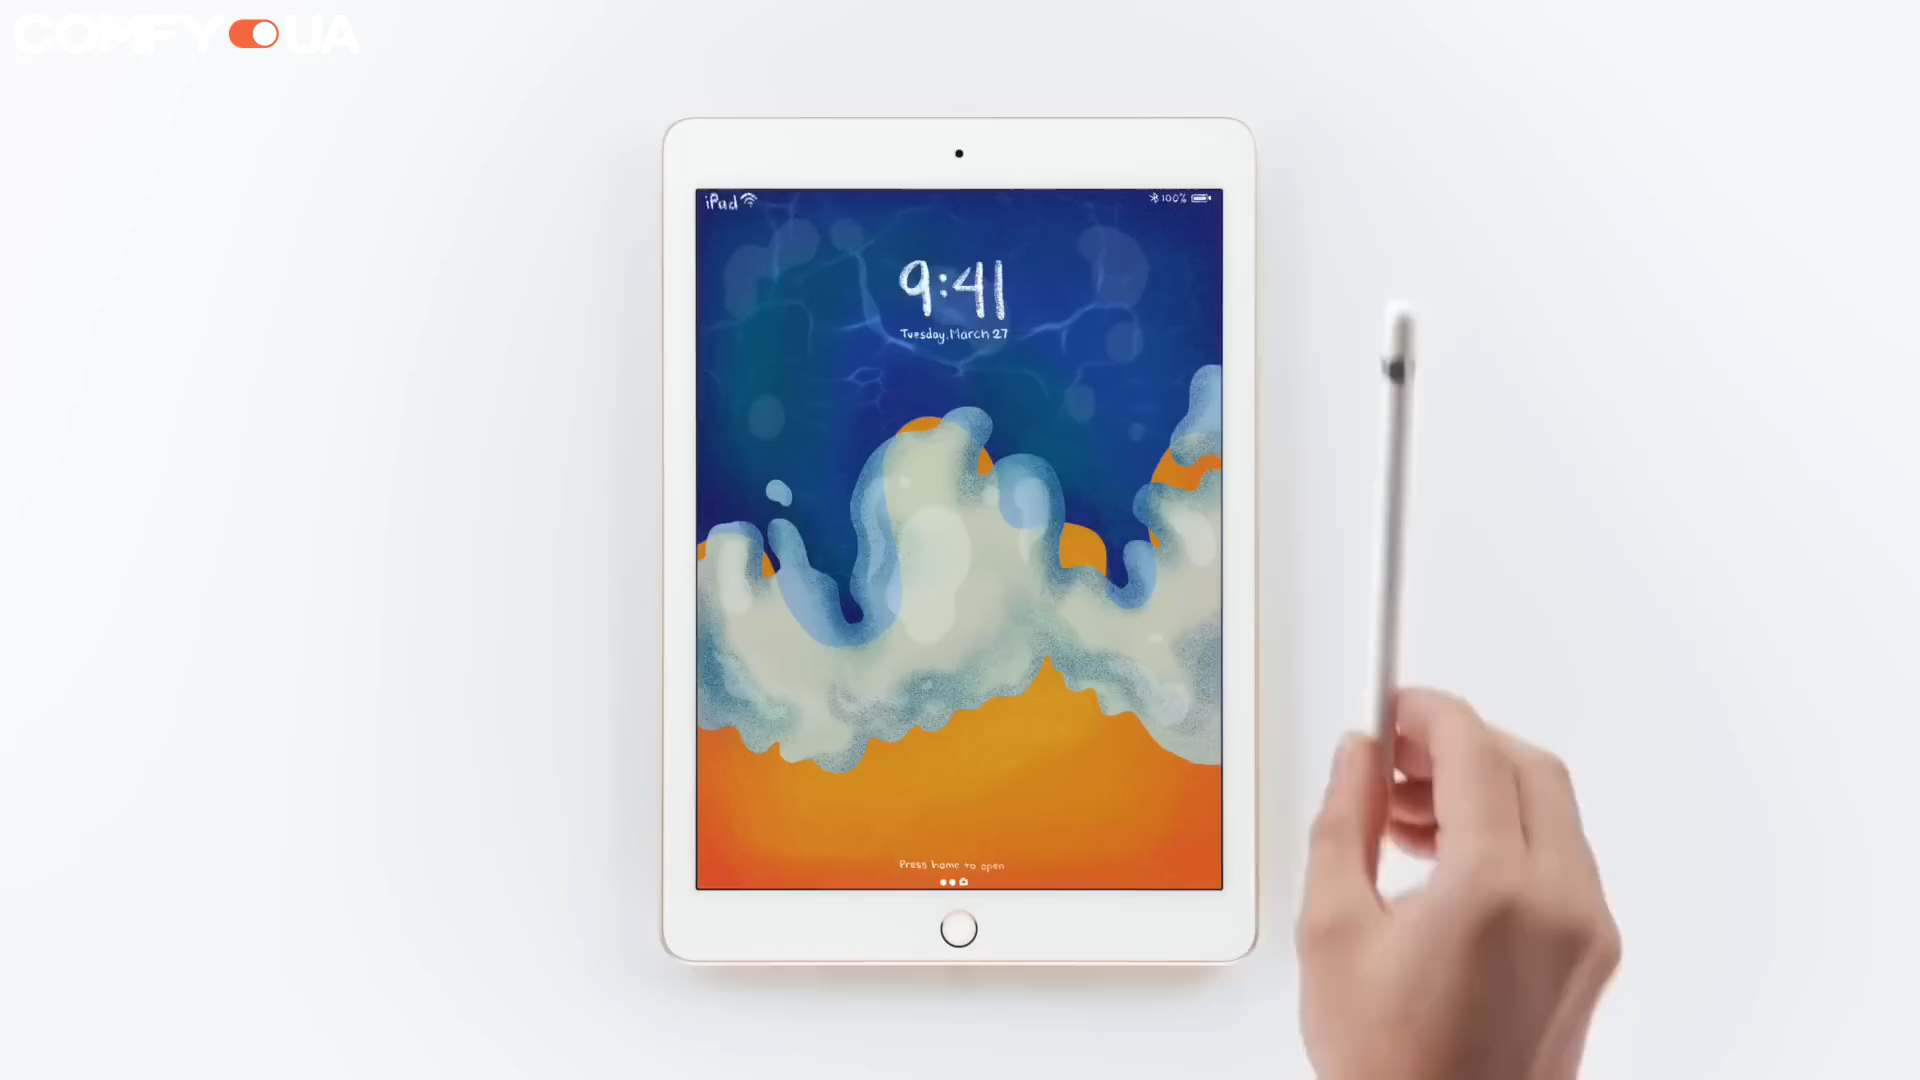 COMFY UA
iPad
100%
9:41
Tuesday, March 27
Press home to open